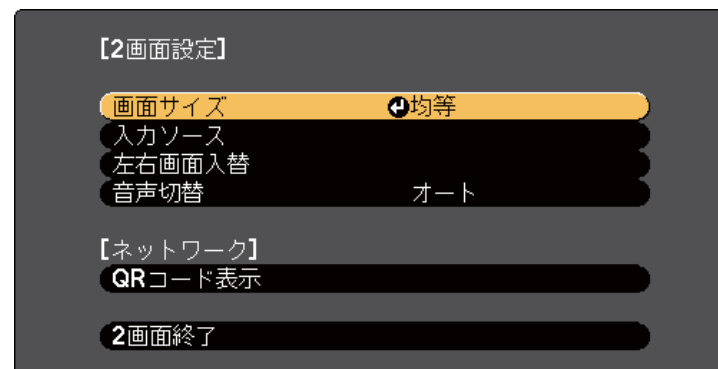 [2画面設定]
画面サイズ 均等
入力ソース
左右画面入替
音声切替 オート
[ネットワーク]
QRコード表示
2画面終了